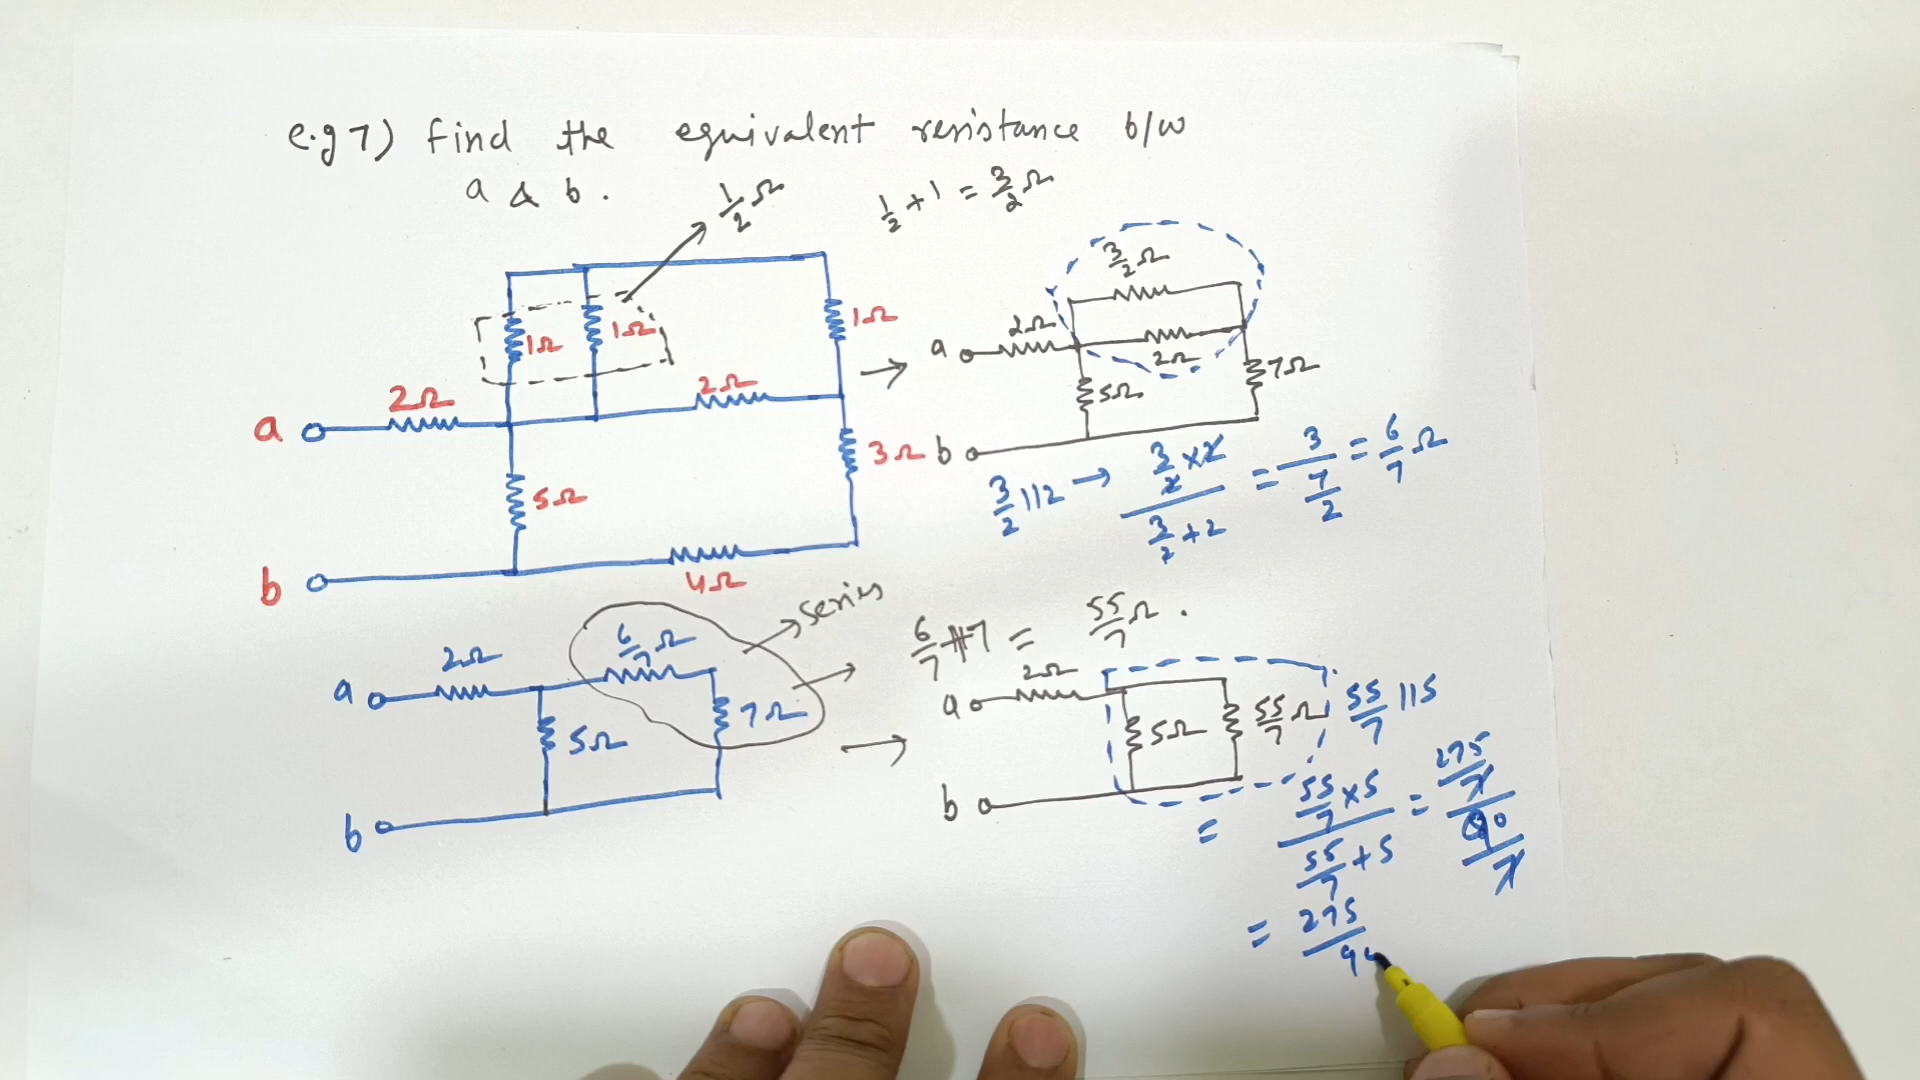 e.g 7) find the equivalent resistance b/w
a & b.
1/2 Ω
1/2 + 1 = 3/2 Ω
1Ω
1Ω
1Ω
2Ω
2Ω
a
3Ω
5Ω
b
4Ω
3/2 Ω
2Ω
a
2Ω
5Ω
7Ω
b
3/2 || 2 → (3/2 × 2)/(3/2 + 2) = 3/(7/2) = 6/7 Ω
series
2Ω
6/7 Ω
a
7Ω
5Ω
b
6/7 + 7 = 55/7 Ω .
2Ω
a
5Ω
55/7 Ω
b
55/7 || 5
= (55/7 × 5)/(55/7 + 5) = (275/7)/(90/7)
= 275/90